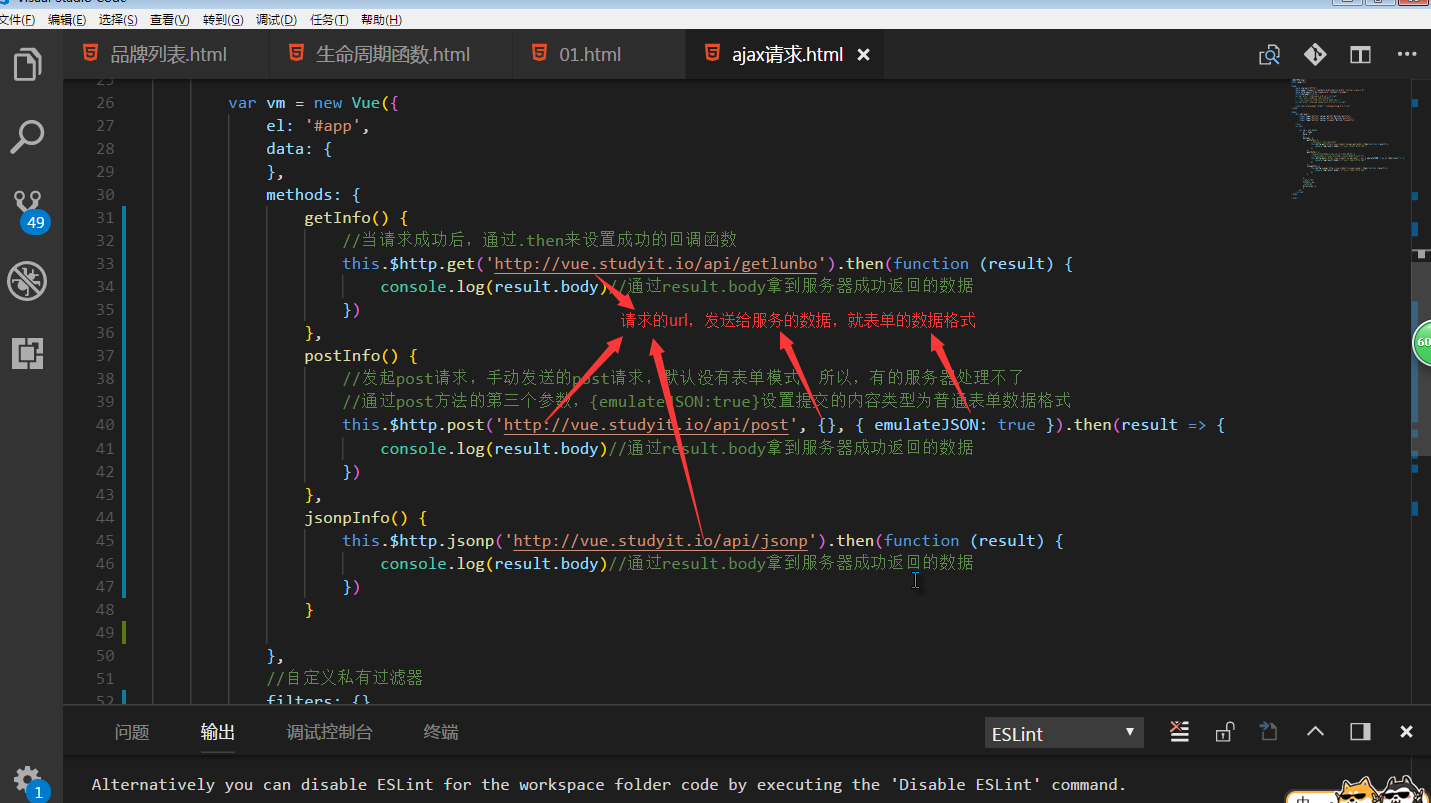 Visual Studio Code
文件(F) 编辑(E) 选择(S) 查看(V) 转到(G) 调试(D) 任务(T) 帮助(H)
品牌列表.html 生命周期函数.html 01.html ajax请求.html
25
26 var vm = new Vue({
27 el: '#app',
28 data: {
29 },
30 methods: {
31 getInfo() {
32 //当请求成功后，通过.then来设置成功的回调函数
33 this.$http.get('http://vue.studyit.io/api/getlunbo').then(function (result) {
34 console.log(result.body)//通过result.body拿到服务器成功返回的数据
35 })
请求的url，发送给服务的数据，就表单的数据格式
36 },
37 postInfo() {
38 //发起post请求，手动发送的post请求，默认没有表单模式 所以，有的服务器处理不了
39 //通过post方法的第三个参数，{emulateJSON:true}设置提交的内容类型为普通表单数据格式
40 this.$http.post('http://vue.studyit.io/api/post', {}, { emulateJSON: true }).then(result => {
41 console.log(result.body)//通过result.body拿到服务器成功返回的数据
42 })
43 },
44 jsonpInfo() {
45 this.$http.jsonp('http://vue.studyit.io/api/jsonp').then(function (result) {
46 console.log(result.body)//通过result.body拿到服务器成功返回的数据
47 })
48 }
49
50 },
51 //自定义私有过滤器
52 filters: {}
49
60
问题 输出 调试控制台 终端 ESLint
1
Alternatively you can disable ESLint for the workspace folder code by executing the 'Disable ESLint' command.
中